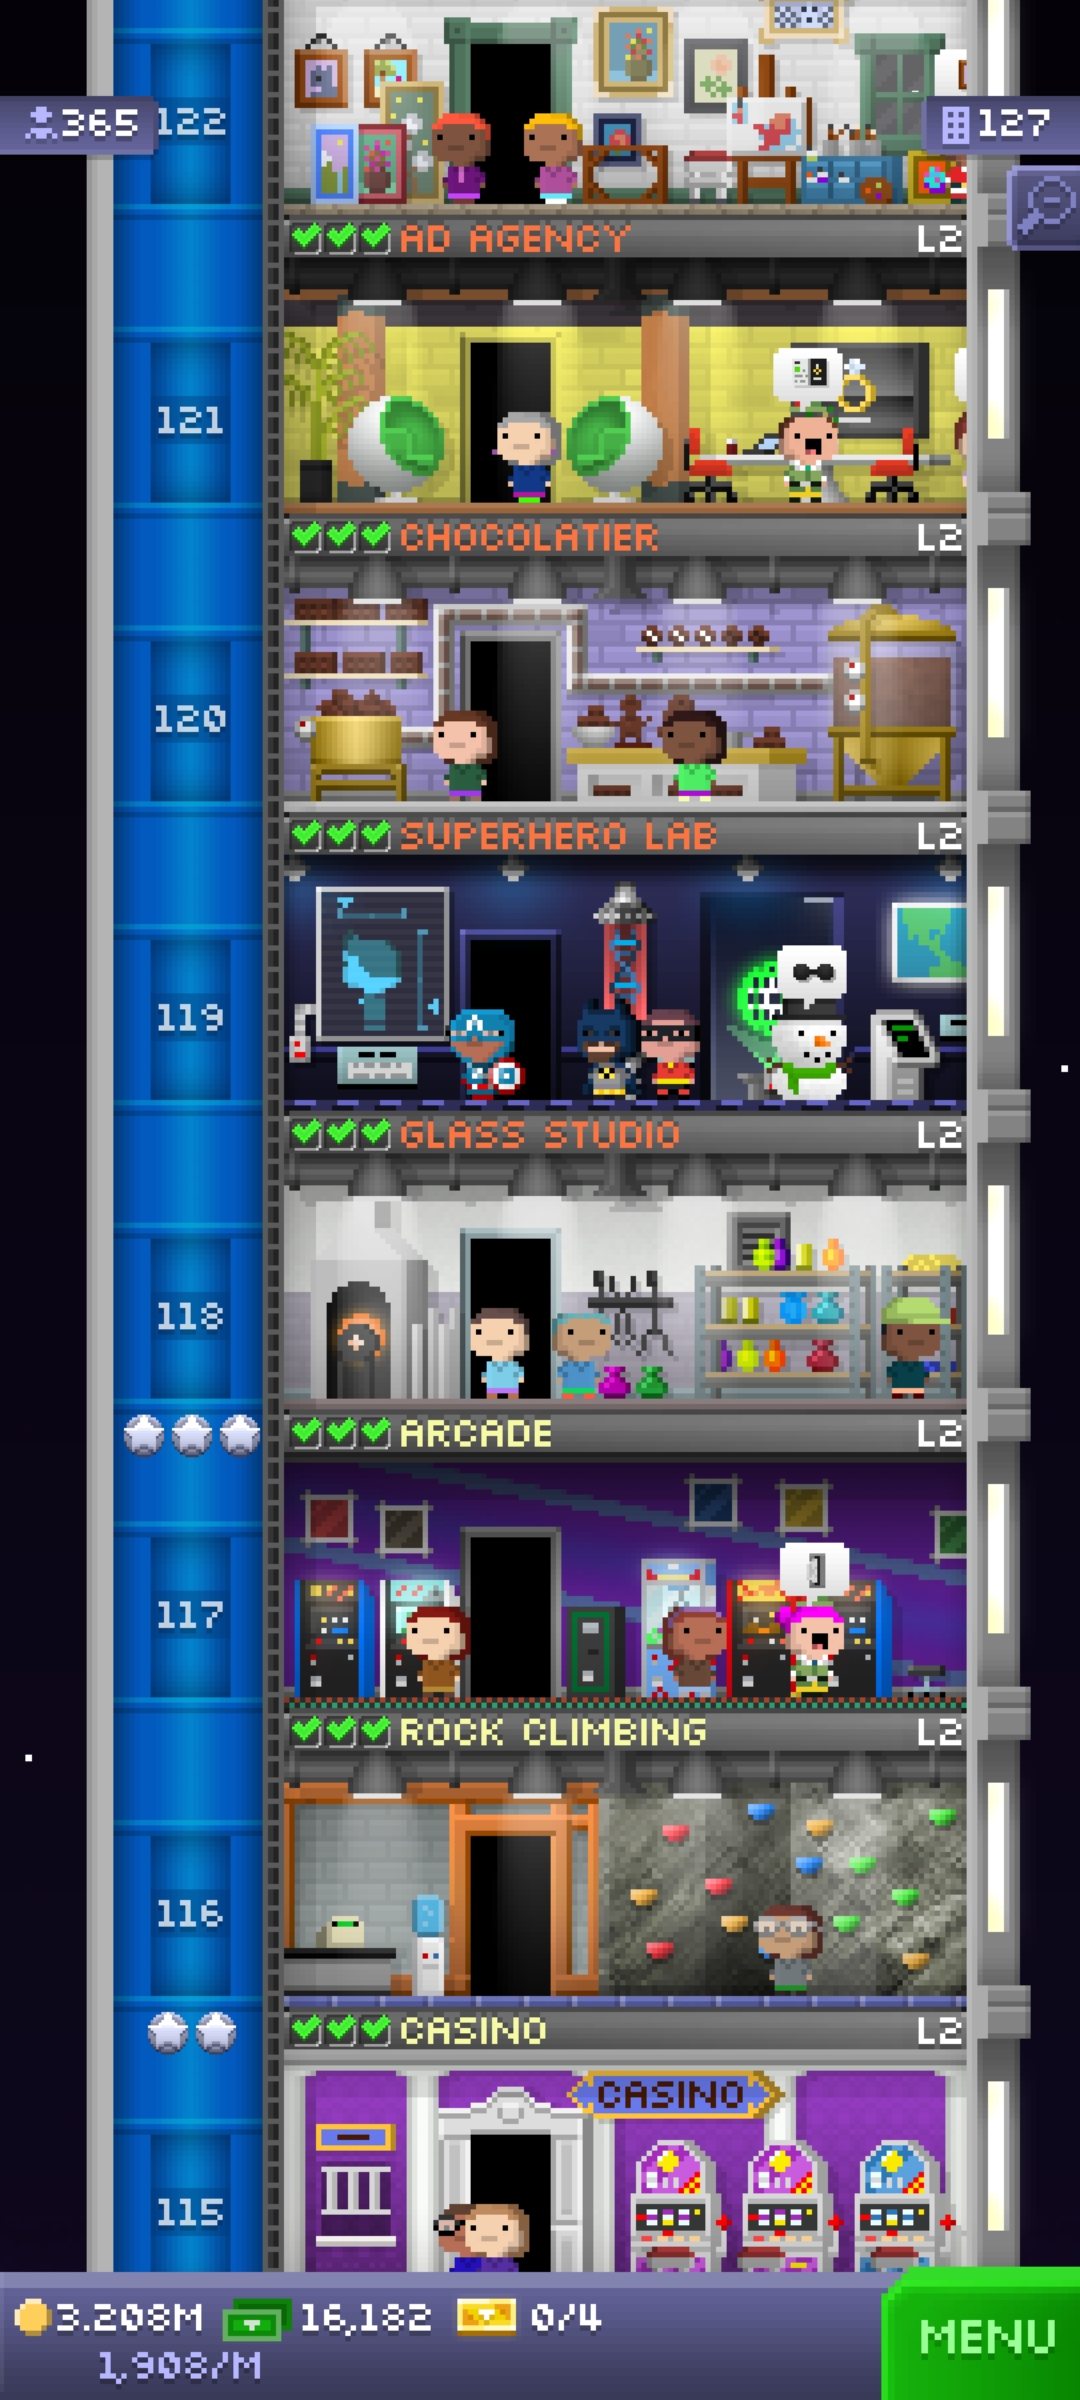 365
122
127
AD AGENCY L2
121
CHOCOLATIER L2
120
SUPERHERO LAB L2
119
GLASS STUDIO L2
118
ARCADE L2
117
ROCK CLIMBING L2
116
CASINO L2
CASINO
115
3.208M 16,182 0/4
1,908/M
MENU